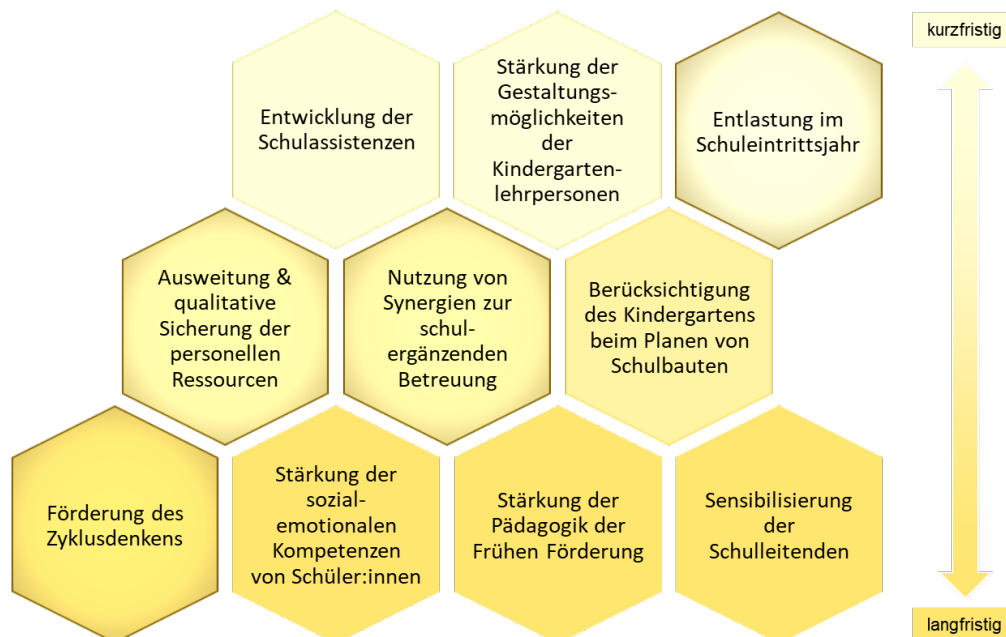 kurzfristig
Entwicklung der
Schulassistenzen
Stärkung der
Gestaltungs-
möglichkeiten
der
Kindergarten-
lehrpersonen
Entlastung im
Schuleintrittsjahr
Ausweitung &
qualitative
Sicherung der
personellen
Ressourcen
Nutzung von
Synergien zur
schul-
ergänzenden
Betreuung
Berücksichtigung
des Kindergartens
beim Planen von
Schulbauten
Förderung des
Zyklusdenkens
Stärkung der
sozial-
emotionalen
Kompetenzen
von Schüler:innen
Stärkung der
Pädagogik der
Frühen Förderung
Sensibilisierung
der
Schulleitenden
langfristig